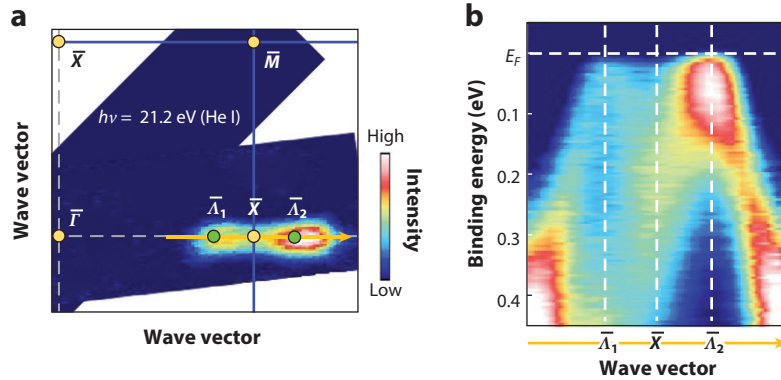 a
X̄
M̄
hν = 21.2 eV (He I)
Γ̄
Λ̄₁
X̄
Λ̄₂
High
Intensity
Low
Wave vector
Wave vector
b
E_F
0.1
0.2
0.3
0.4
Binding energy (eV)
Λ̄₁
X̄
Λ̄₂
Wave vector